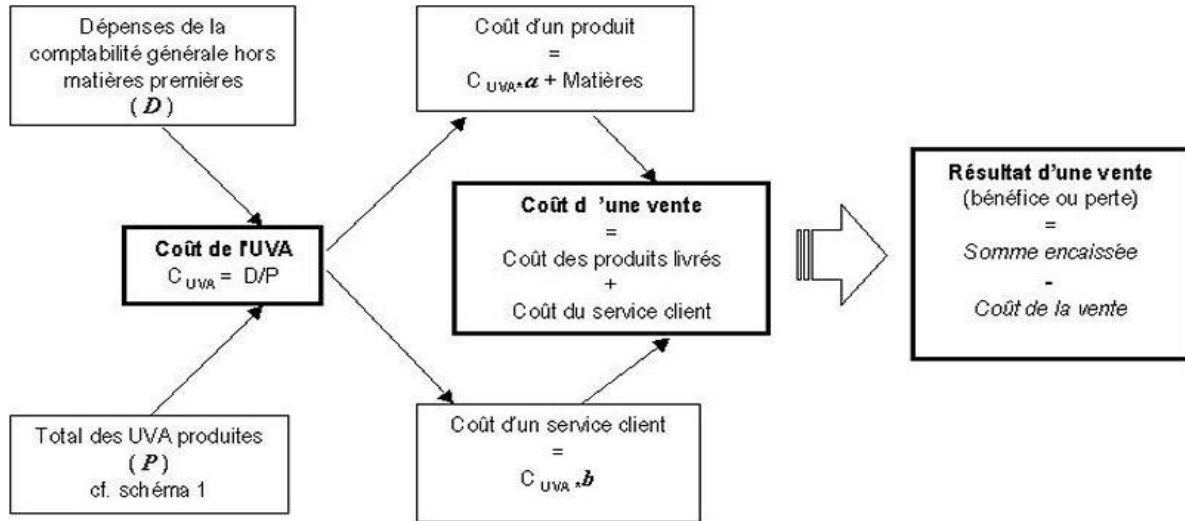 Dépenses de la
comptabilité générale hors
matières premières
( D )
Coût d'un produit
=
C UVA* a + Matières
Coût de l'UVA
C UVA = D/P
Coût d 'une vente
=
Coût des produits livrés
+
Coût du service client
Résultat d'une vente
(bénéfice ou perte)
=
Somme encaissée
-
Coût de la vente
Total des UVA produites
( P )
cf. schéma 1
Coût d'un service client
=
C UVA * b